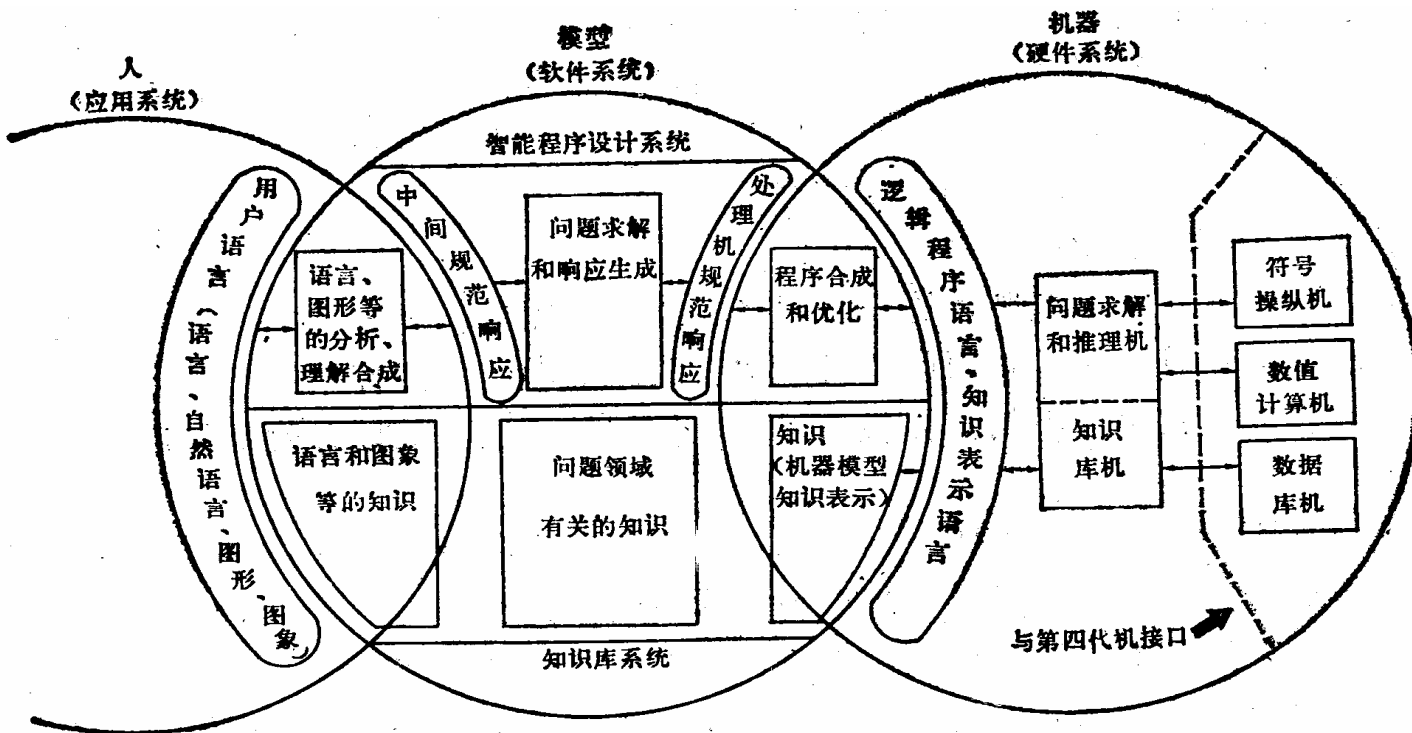 人
(应用系统)
模型
(软件系统)
机器
(硬件系统)
用户语言(语言、自然语言、图形、图象)
智能程序设计系统
语言、
图形等
的分析、
理解合成
中间规范响应
问题求解
和响应生成
处理机规范响应
程序合成
和优化
逻辑程序语言、知识表示语言
问题求解
和推理机
知识
库机
符号
操纵机
数值
计算机
数据
库机
语言和图象
等的知识
问题领域
有关的知识
知识
(机器模型
知识表示)
知识库系统
与第四代机接口